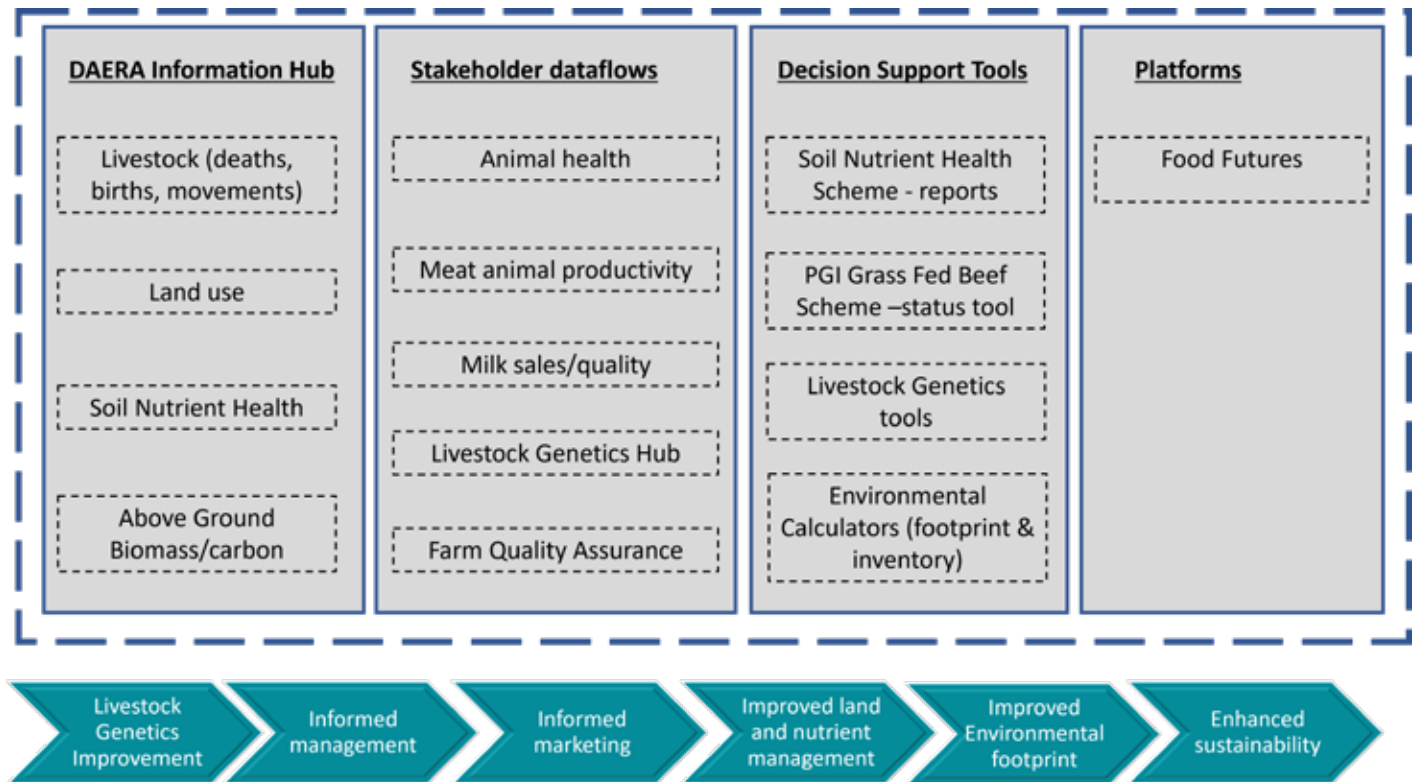 DAERA Information Hub
Livestock (deaths,
births, movements)
Land use
Soil Nutrient Health
Above Ground
Biomass/carbon
Stakeholder dataflows
Animal health
Meat animal productivity
Milk sales/quality
Livestock Genetics Hub
Farm Quality Assurance
Decision Support Tools
Soil Nutrient Health
Scheme - reports
PGI Grass Fed Beef
Scheme –status tool
Livestock Genetics
tools
Environmental
Calculators (footprint &
inventory)
Platforms
Food Futures
Livestock
Genetics
Improvement
Informed
management
Informed
marketing
Improved land
and nutrient
management
Improved
Environmental
footprint
Enhanced
sustainability